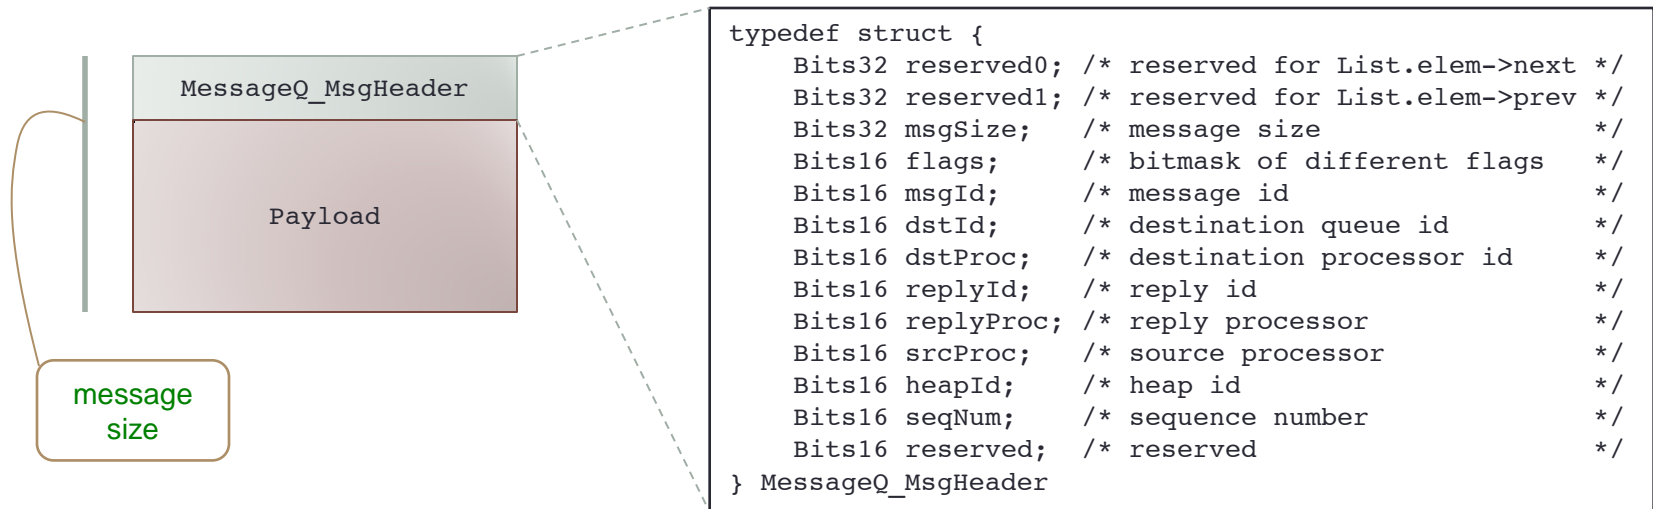 MessageQ_MsgHeader
Payload
message
size
typedef struct {
    Bits32 reserved0; /* reserved for List.elem->next */
    Bits32 reserved1; /* reserved for List.elem->prev */
    Bits32 msgSize;   /* message size                 */
    Bits16 flags;     /* bitmask of different flags   */
    Bits16 msgId;     /* message id                   */
    Bits16 dstId;     /* destination queue id         */
    Bits16 dstProc;   /* destination processor id     */
    Bits16 replyId;   /* reply id                     */
    Bits16 replyProc; /* reply processor              */
    Bits16 srcProc;   /* source processor             */
    Bits16 heapId;    /* heap id                      */
    Bits16 seqNum;    /* sequence number              */
    Bits16 reserved;  /* reserved                     */
} MessageQ_MsgHeader